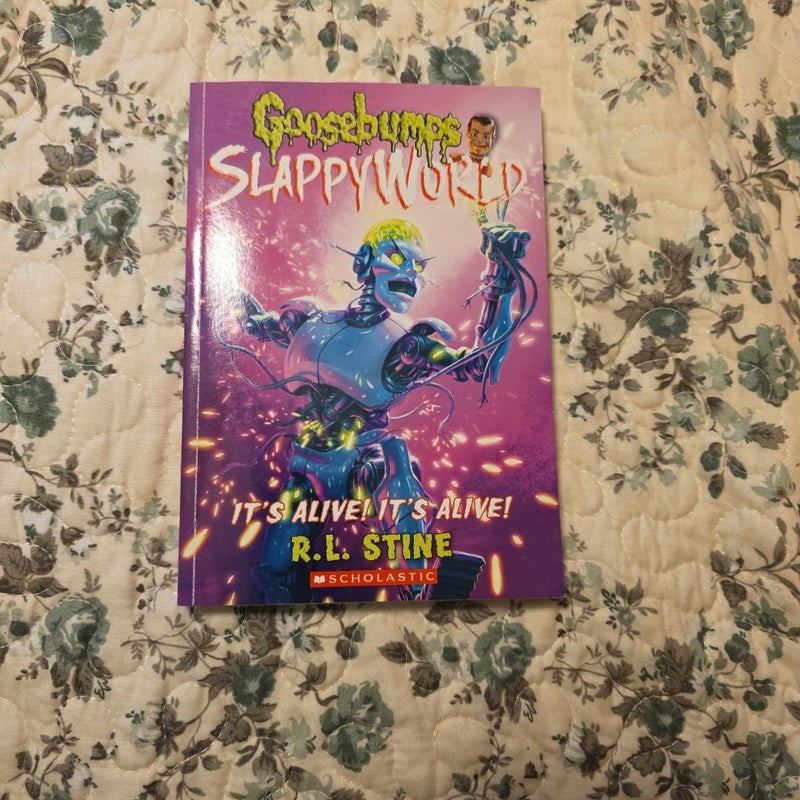 Goosebumps
SLAPPYWORLD
IT'S ALIVE! IT'S ALIVE!
R.L. STINE
SCHOLASTIC